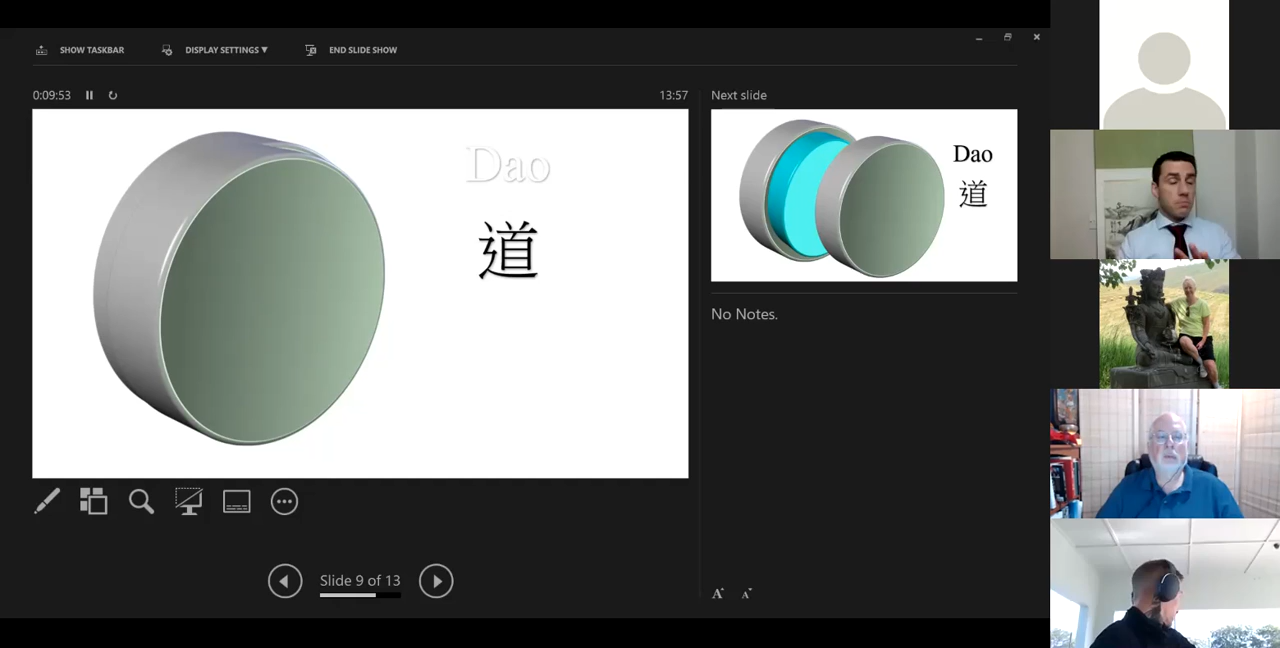 SHOW TASKBAR
DISPLAY SETTINGS ▼
END SLIDE SHOW
0:09:53
13:57
Next slide
Dao
道
Dao
道
No Notes.
Slide 9 of 13
A
A